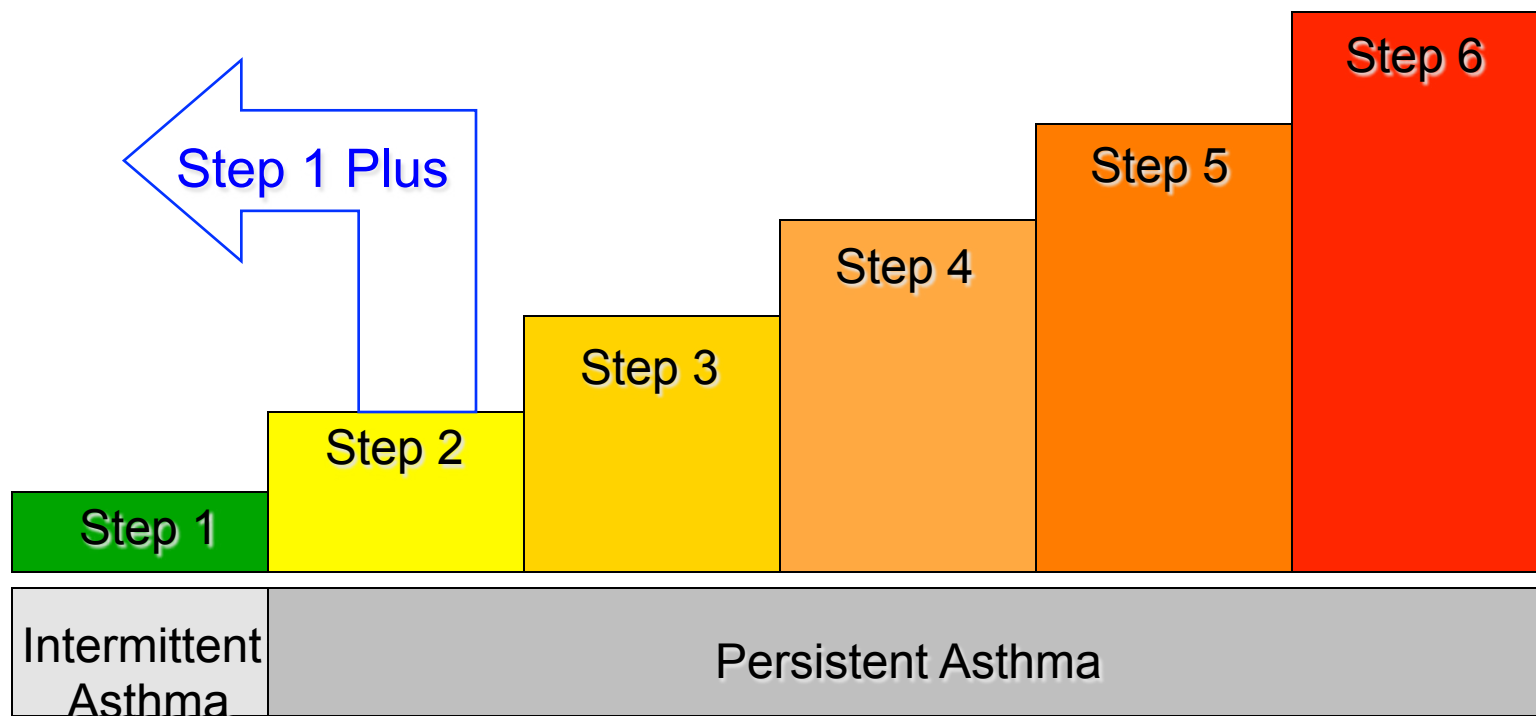 Step 6
Step 1 Plus
Step 5
Step 4
Step 3
Step 2
Step 1
Intermittent
Asthma
Persistent Asthma